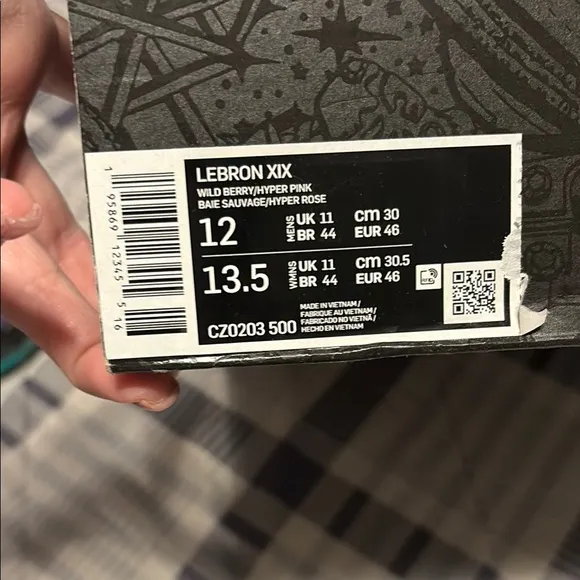 LEBRON XIX
WILD BERRY/HYPER PINK
BAIE SAUVAGE/HYPER ROSE
12 MENS UK 11 cm 30
BR 44 EUR 46
13.5 WMNS UK 11 cm 30.5
BR 44 EUR 46
MADE IN VIETNAM/
FABRIQUE AU VIETNAM/
FABRICADO NO VIETNÃ/
HECHO EN VIETNAM
CZ0203 500
1 95869 12345 5 16